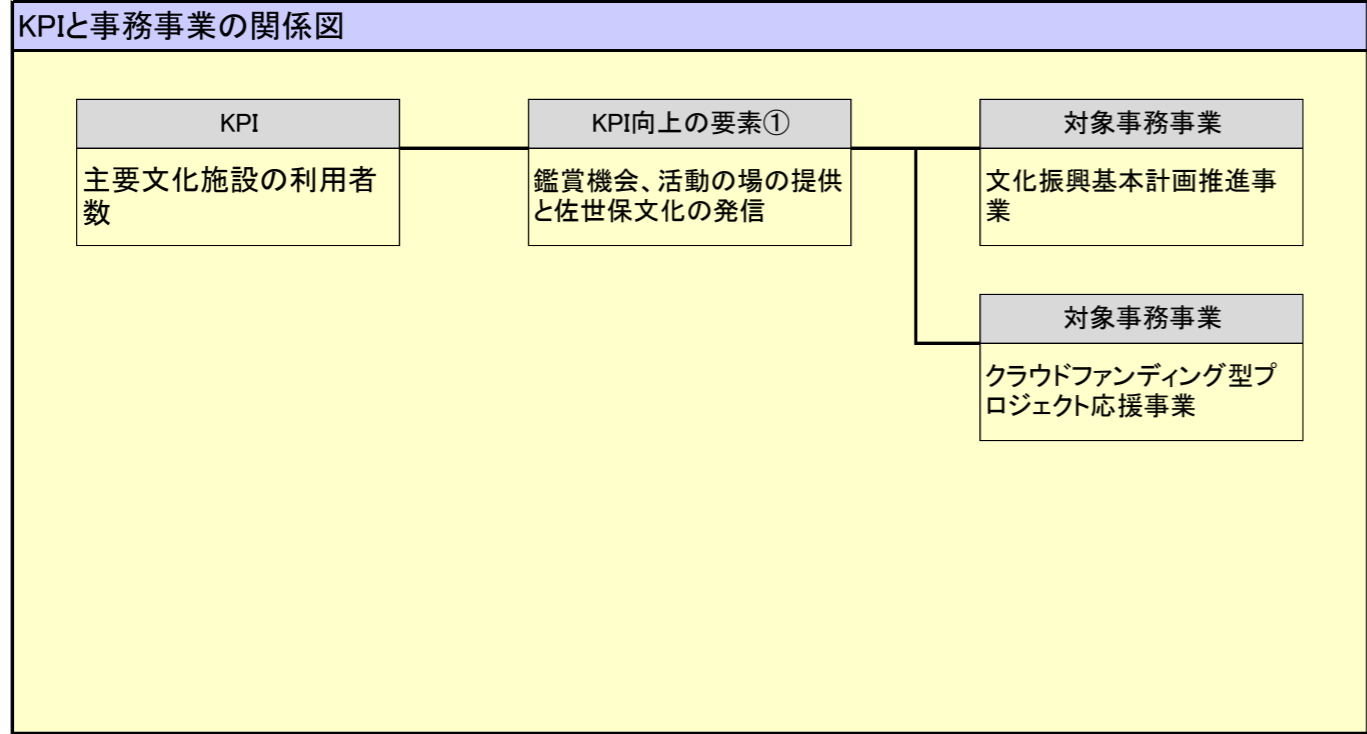 KPIと事務事業の関係図
KPI
主要文化施設の利用者
数
KPI向上の要素①
鑑賞機会、活動の場の提供
と佐世保文化の発信
対象事務事業
文化振興基本計画推進事
業
対象事務事業
クラウドファンディング型プ
ロジェクト応援事業